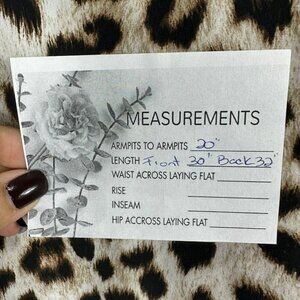 MEASUREMENTS
ARMPITS TO ARMPITS 20"
LENGTH Front 30" Back 32"
WAIST ACROSS LAYING FLAT
RISE
INSEAM
HIP ACCROSS LAYING FLAT